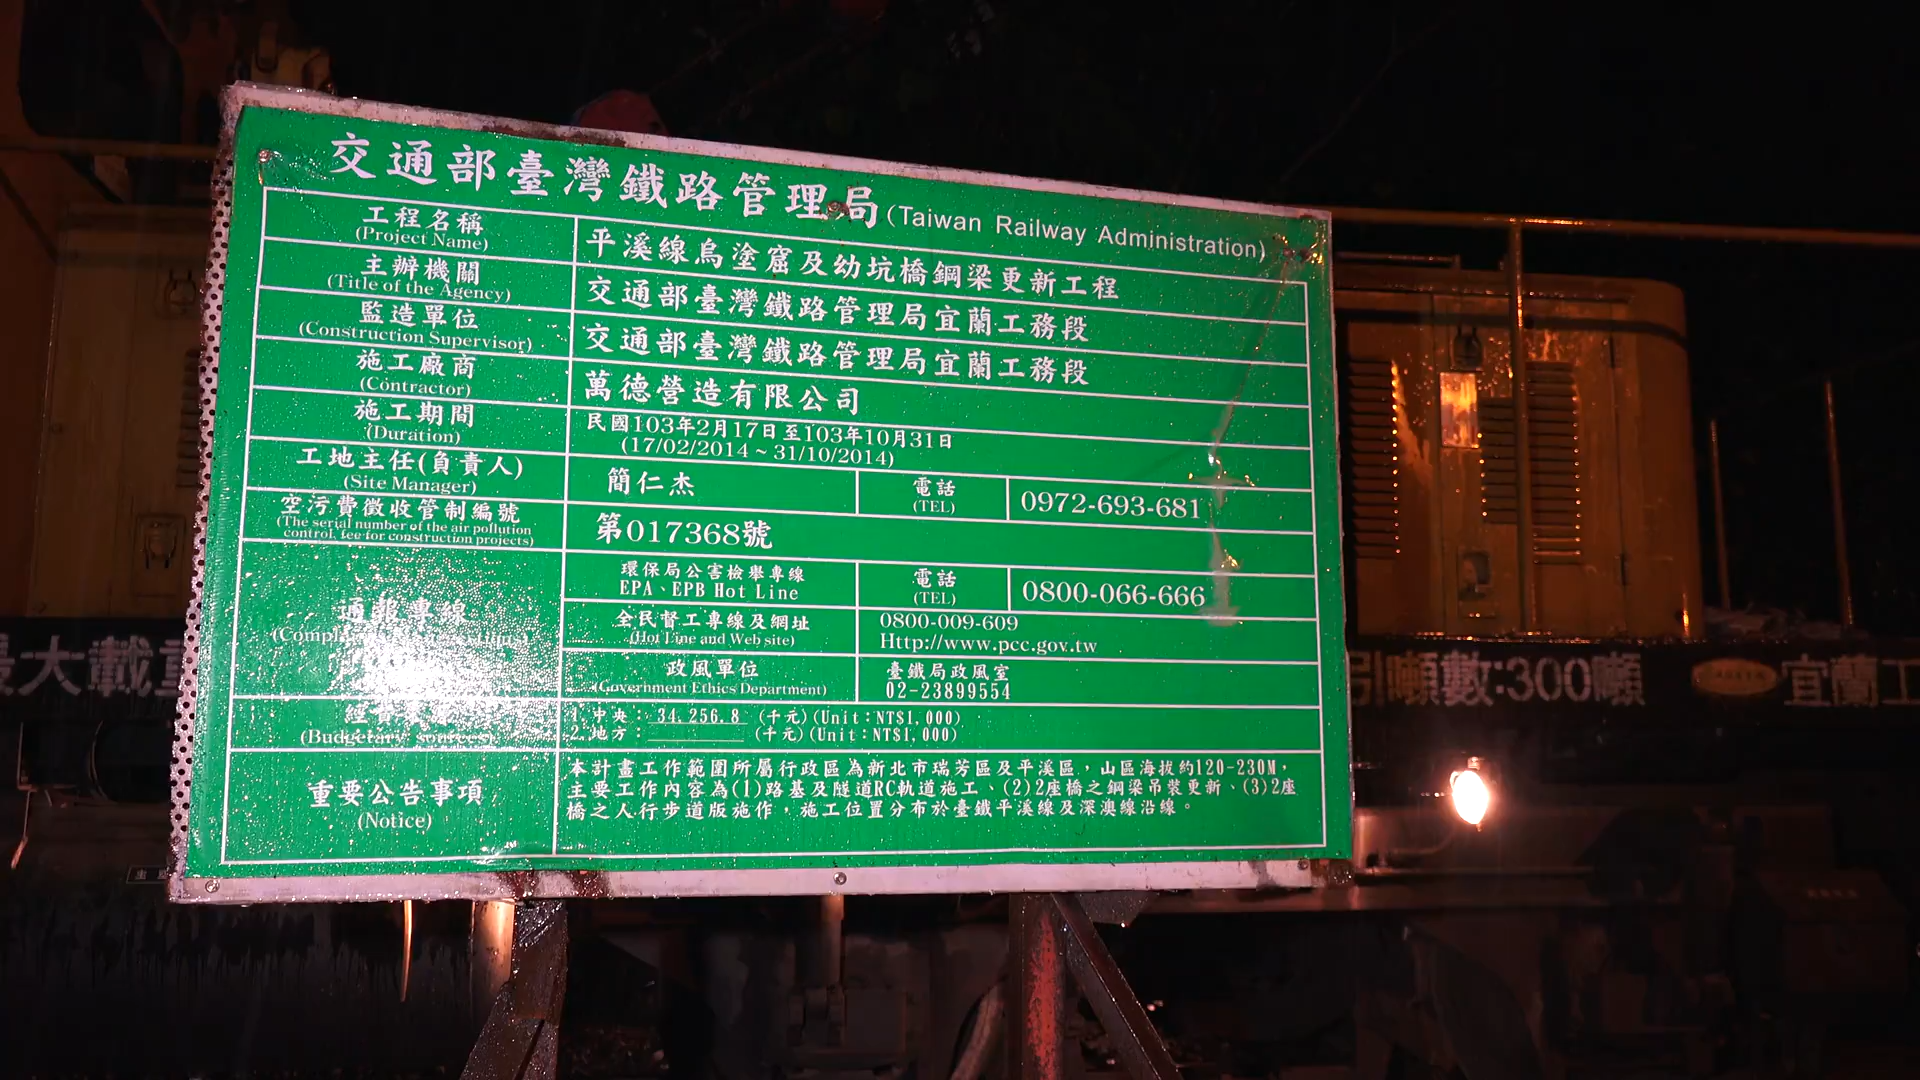 交通部臺灣鐵路管理局(Taiwan Railway Administration)
工程名稱
(Project Name)
平溪線烏塗窟及幼坑橋鋼梁更新工程
主辦機關
(Title of the Agency)
交通部臺灣鐵路管理局宜蘭工務段
監造單位
(Construction Supervisor)
交通部臺灣鐵路管理局宜蘭工務段
施工廠商
(Contractor)
萬德營造有限公司
施工期間
(Duration)
民國103年2月17日至103年10月31日
(17/02/2014~31/10/2014)
工地主任(負責人)
(Site Manager)
簡仁杰
電話
(TEL)
0972-693-681
空污費徵收管制編號
(The serial number of the air pollution
control, fee for construction projects)
第017368號
通報專線
環保局公害檢舉專線
EPA、EPB Hot Line
電話
(TEL)
0800-066-666
全民督工專線及網址
(Hot Line and Web site)
0800-009-609
Http://www.pcc.gov.tw
政風單位
(Government Ethics Department)
臺鐵局政風室
02-23899554
(Budgetary sources)
1.中央：34,256.8 (千元)(Unit：NT$1,000)
2.地方： (千元)(Unit：NT$1,000)
重要公告事項
(Notice)
本計畫工作範圍所屬行政區為新北市瑞芳區及平溪區，山區海拔約120-230M，
主要工作內容為(1)路基及隧道RC軌道施工、(2)2座橋之鋼梁吊裝更新、(3)2座
橋之人行步道版施作，施工位置分布於臺鐵平溪線及深澳線沿線。
最大載重
引噸數:300噸
宜蘭工